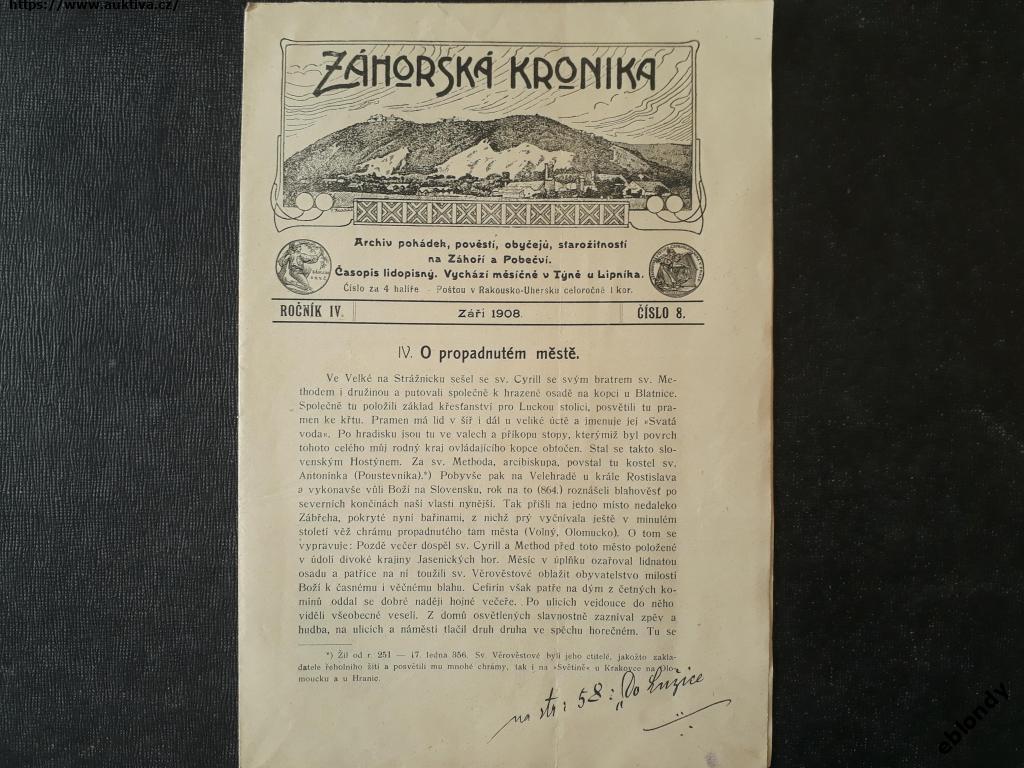 https://www.auktiva.cz/
ZÁHORSKÁ KRONIKA
Archiv pohádek, pověstí, obyčejů, starožitností
na Záhoří a Pobečví.
Časopis lidopisný. Vychází měsíčně v Týně u Lipníka.
Číslo za 4 halíře – Poštou v Rakousko-Uhersku celoročně 1 kor.
ROČNÍK IV.
Září 1908.
ČÍSLO 8.
IV. O propadnutém městě.
Ve Velké na Strážnicku sešel se sv. Cyrill se svým bratrem sv. Me-
thodem i družinou a putovali společně k hrazené osadě na kopci u Blatnice.
Společně tu položili základ křesťanství pro Luckou stolici, posvětili tu pra-
men ke křtu. Pramen má lid v šíř i dál u veliké úctě a jmenuje jej »Svatá
voda«. Po hradisku jsou tu ve valech a příkopu stopy, kterýmiž byl povrch
tohoto celého můj rodný kraj ovládajícího kopce obtočen. Stal se takto slo-
venským Hostýnem. Za sv. Methoda, arcibiskupa, povstal tu kostel sv.
Antonínka (Poustevníka).*) Pobyvše pak na Velehradě u krále Rostislava
a vykonavše vůli Boží na Slovensku, rok na to (864.) roznášeli blahověsť po
severních končinách naší vlasti nynější. Tak přišli na jedno místo nedaleko
Zábřeha, pokryté nyní bařinami, z nichž prý vyčnívala ještě v minulém
století věž chrámu propadnutého tam města (Volný, Olomucko). O tom se
vypravuje: Pozdě večer dospěl sv. Cyrill a Method před toto město položené
v údolí divoké krajiny Jasenických hor. Měsíc v úplňku ozařoval lidnatou
osadu a patříce na ni toužili sv. Věrověstové oblažit obyvatelstvo milostí
Boží k časnému i věčnému blahu. Cefirin však patře na dým z četných ko-
mínů oddal se dobré naději hojné večeře. Po ulicích vejdouce do něho
viděli všeobecné veselí. Z domů osvětlených slavnostně zazníval zpěv a
hudba, na ulicích a náměstí tlačil druh druha ve spěchu horečném. Tu se
*) Žil od r. 251 — 17. ledna 356. Sv. Věrověstové byli jeho ctitelé, jakožto zakla-
datele řeholního žití a posvětili mu mnohé chrámy, tak i na »Světině« u Krakovce na Olo-
moucku a u Hranic.
na str: 58: „Do Lužice
eblondy